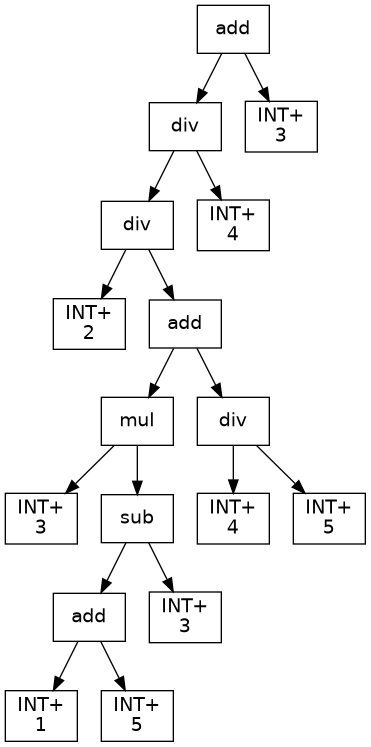 add
div
INT+
3
div
INT+
4
INT+
2
add
mul
div
INT+
3
sub
INT+
4
INT+
5
add
INT+
3
INT+
1
INT+
5